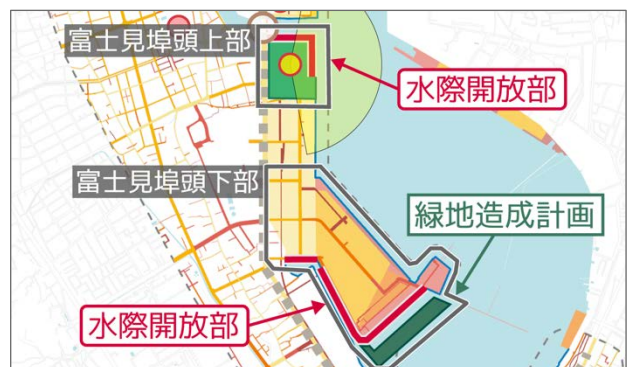 富士見埠頭上部
水際開放部
富士見埠頭下部
緑地造成計画
水際開放部